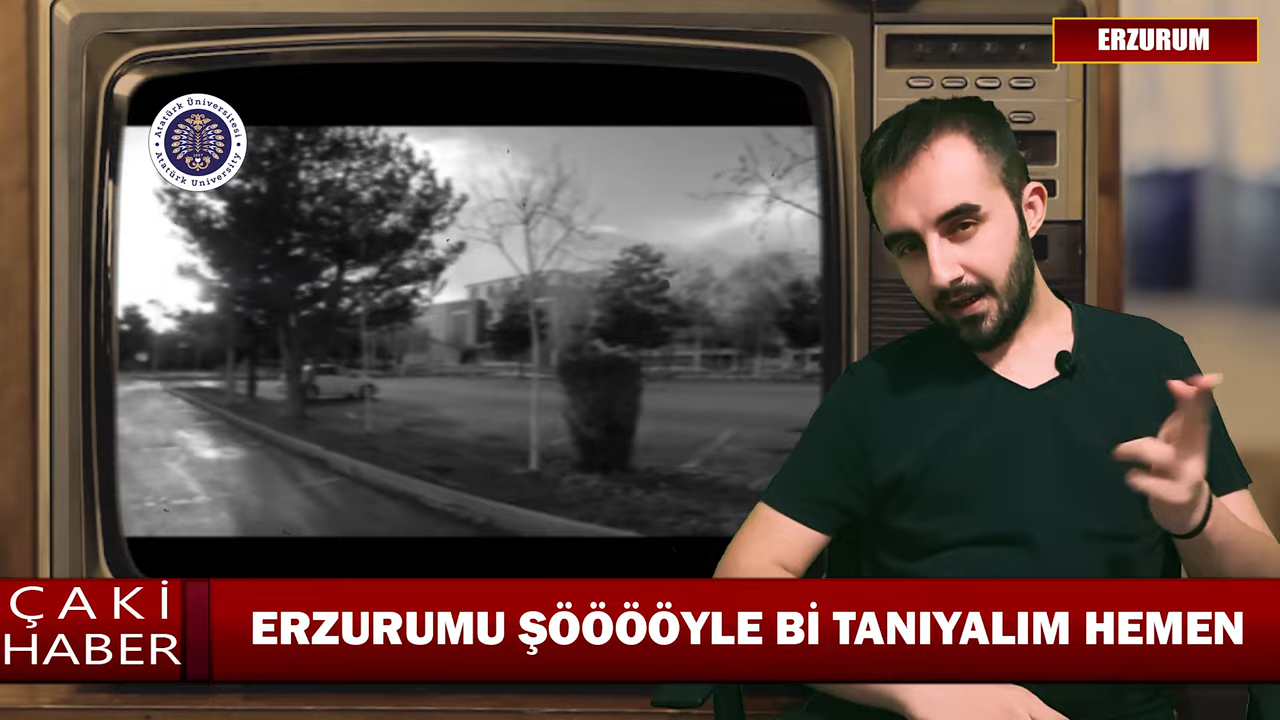 ERZURUM
Atatürk Üniversitesi
Atatürk University
ÇAKİ
HABER
ERZURUMU ŞÖÖÖÖYLE Bİ TANIYALIM HEMEN